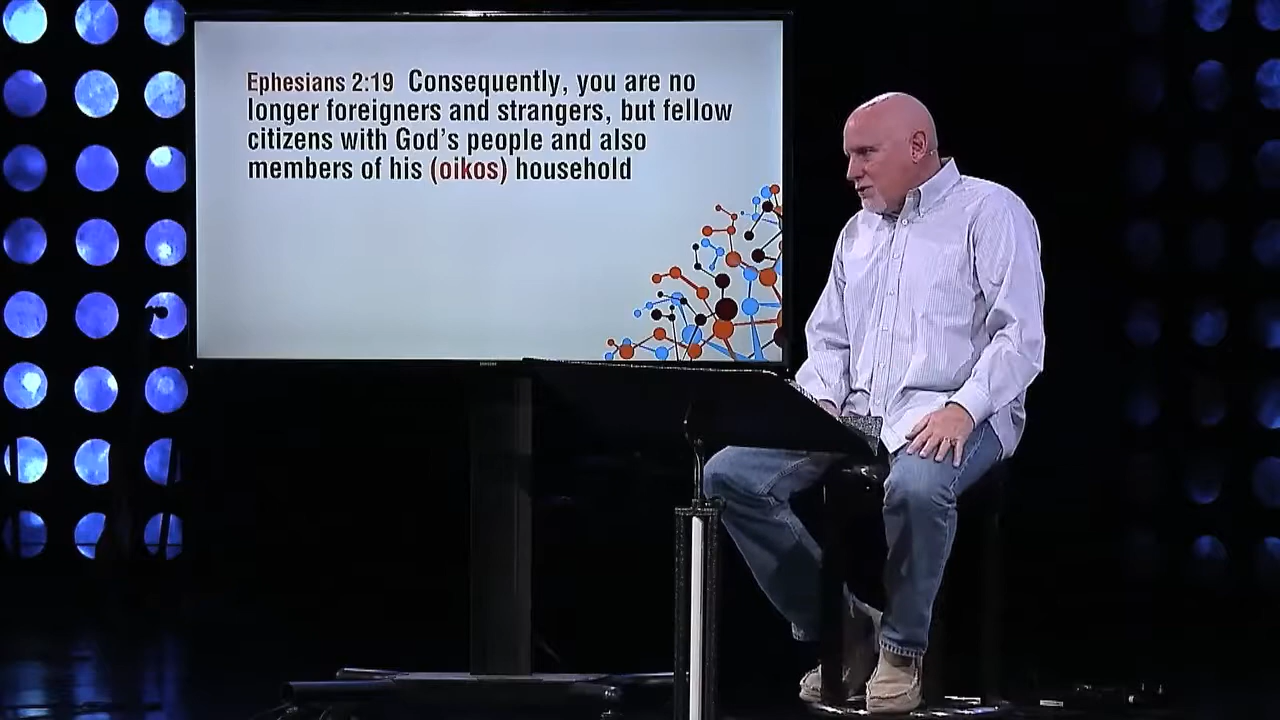 Ephesians 2:19 Consequently, you are no
longer foreigners and strangers, but fellow
citizens with God's people and also
members of his (oikos) household